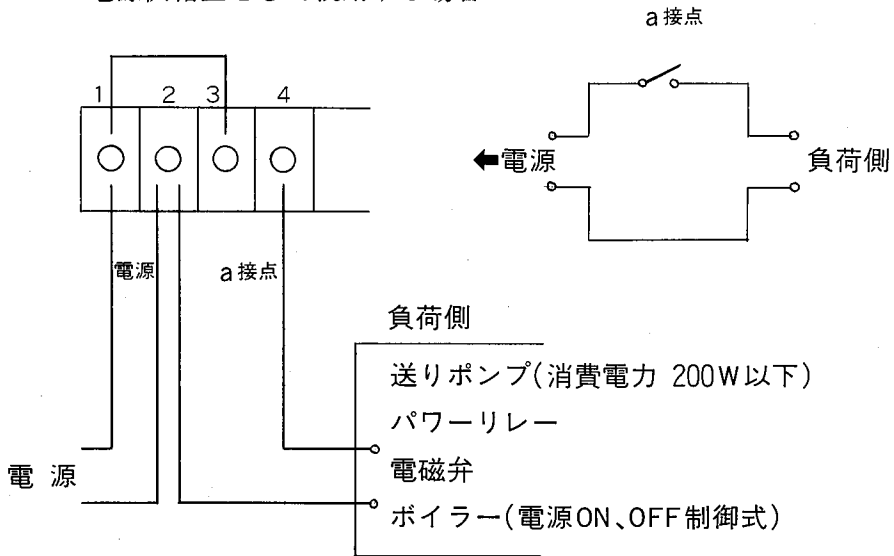 a接点
1 2 3 4
←電源 負荷側
電源 a接点
負荷側
送りポンプ(消費電力 200W以下)
パワーリレー
電磁弁
電 源
ボイラー(電源ON、OFF制御式)